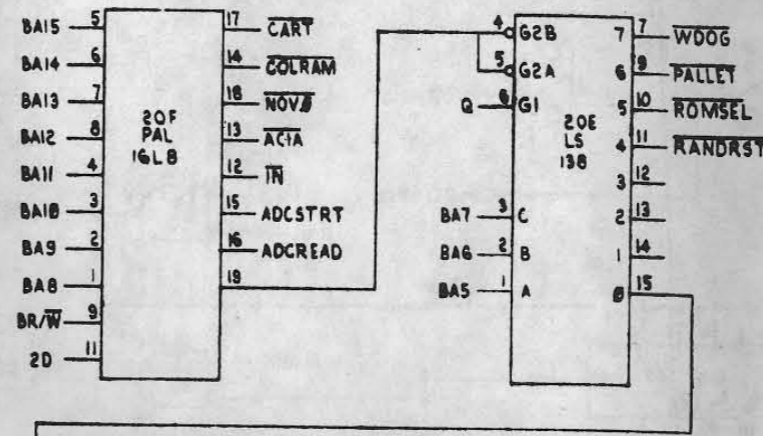 BA15 5
BA14 6
BA13 7
BA12 8
BA11 4
BA10 3
BA9 2
BA8 1
BR/W 9
2D 11
20F
PAL
16L8
17 CART
14 COLRAM
18 NOVØ
13 ACIA
12 IN
15 ADCSTRT
16 ADCREAD
19
4 G2B
5 G2A
Q 6 G1
BA7 3 C
BA6 2 B
BA5 1 A
20E
LS
138
7 7 WDOG
6 9 PALLET
5 10 ROMSEL
4 11 RANDRST
3 12
2 13
1 14
Ø 15